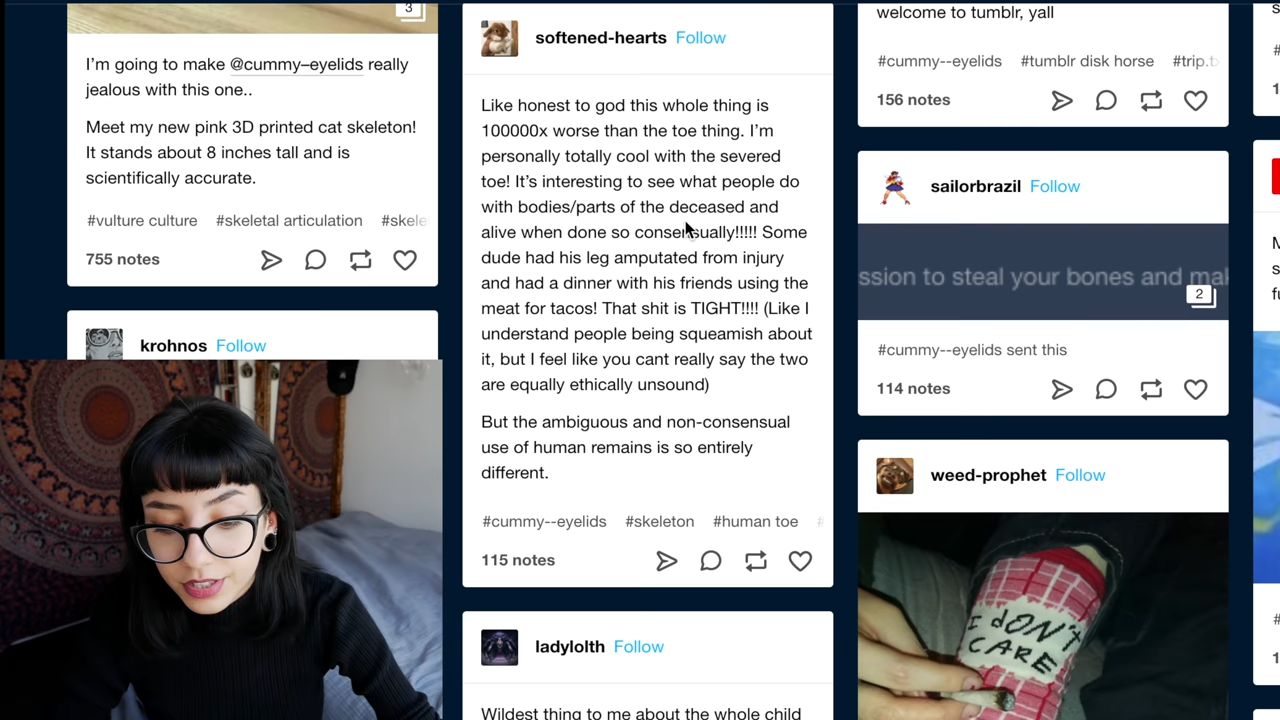 3
I'm going to make @cummy–eyelids really
jealous with this one..
Meet my new pink 3D printed cat skeleton!
It stands about 8 inches tall and is
scientifically accurate.
#vulture culture #skeletal articulation #skele
755 notes
krohnos Follow
softened-hearts Follow
Like honest to god this whole thing is
100000x worse than the toe thing. I'm
personally totally cool with the severed
toe! It's interesting to see what people do
with bodies/parts of the deceased and
alive when done so consensually!!!!! Some
dude had his leg amputated from injury
and had a dinner with his friends using the
meat for tacos! That shit is TIGHT!!!! (Like I
understand people being squeamish about
it, but I feel like you cant really say the two
are equally ethically unsound)
But the ambiguous and non-consensual
use of human remains is so entirely
different.
#cummy--eyelids #skeleton #human toe #
115 notes
ladylolth Follow
Wildest thing to me about the whole child
welcome to tumblr, yall
#cummy--eyelids #tumblr disk horse #trip.t
156 notes
sailorbrazil Follow
ssion to steal your bones and mak
2
#cummy--eyelids sent this
114 notes
weed-prophet Follow
I dON'T
CARE